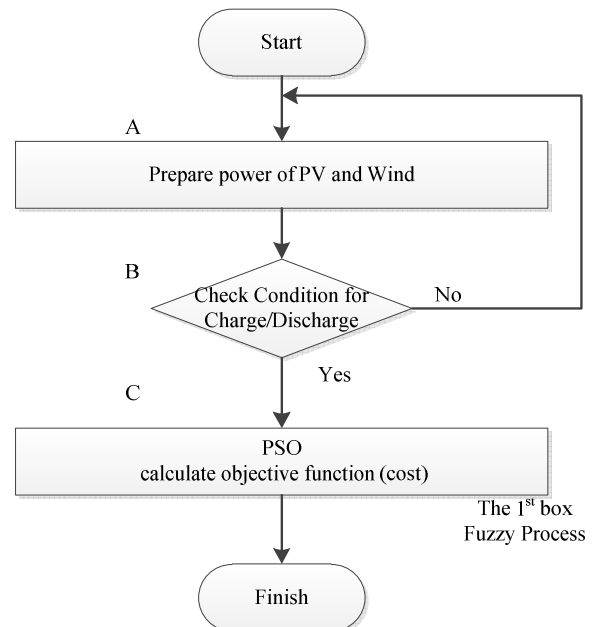 Start
A
Prepare power of PV and Wind
B
Check Condition for
Charge/Discharge
No
Yes
C
PSO
calculate objective function (cost)
The 1st box
Fuzzy Process
Finish